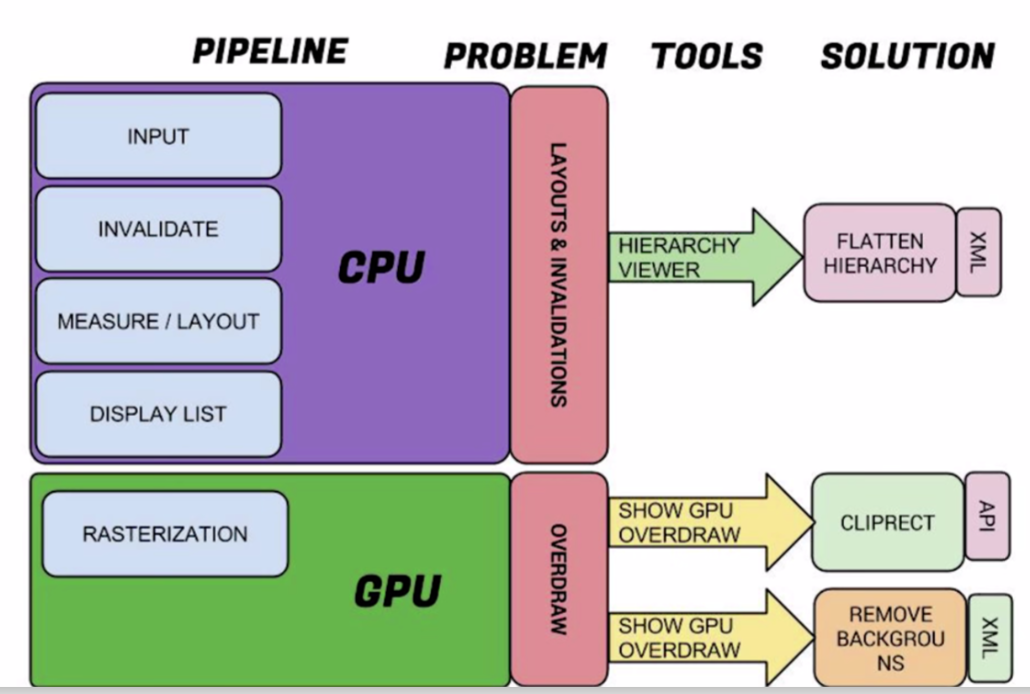 PIPELINE PROBLEM TOOLS SOLUTION
INPUT
INVALIDATE
MEASURE / LAYOUT
DISPLAY LIST
CPU
LAYOUTS & INVALIDATIONS
HIERARCHY
VIEWER
FLATTEN
HIERARCHY
XML
RASTERIZATION
GPU
OVERDRAW
SHOW GPU
OVERDRAW
CLIPRECT
API
SHOW GPU
OVERDRAW
REMOVE
BACKGROU
NS
XML